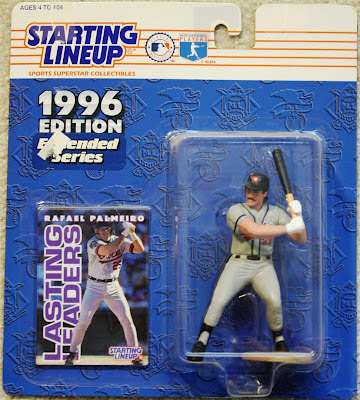 AGES 4 TO 104
STARTING
LINEUP
SPORTS SUPERSTAR COLLECTIBLES
1996
EDITION
Extended
Series
RAFAEL PALMEIRO
LASTING
LEADERS
STARTING
LINEUP